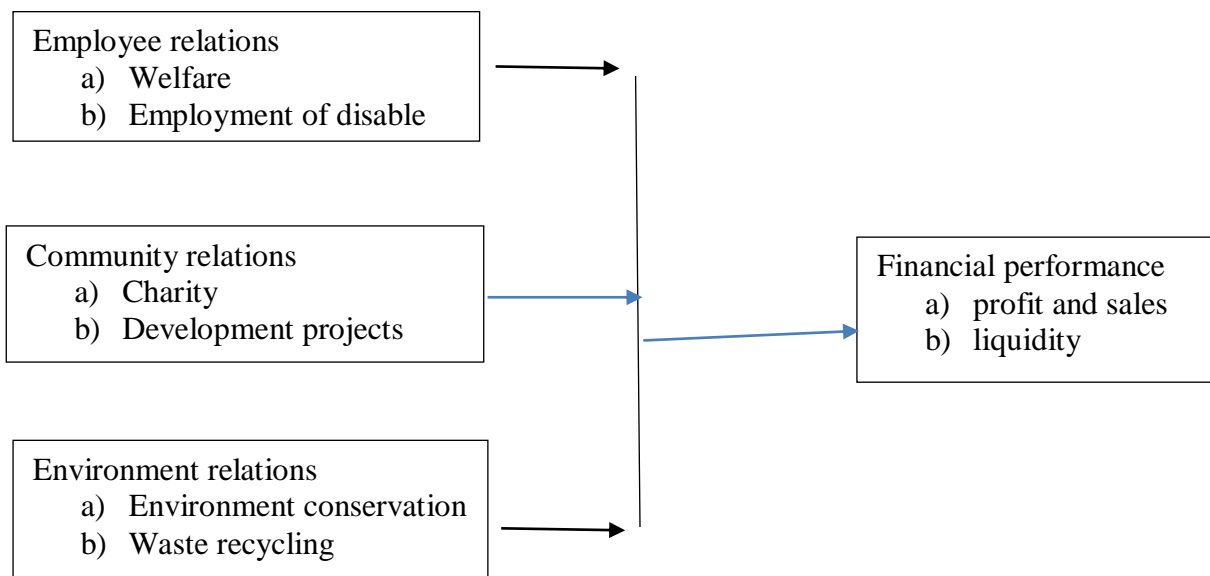 Employee relations
a) Welfare
b) Employment of disable
Community relations
a) Charity
b) Development projects
Environment relations
a) Environment conservation
b) Waste recycling
Financial performance
a) profit and sales
b) liquidity